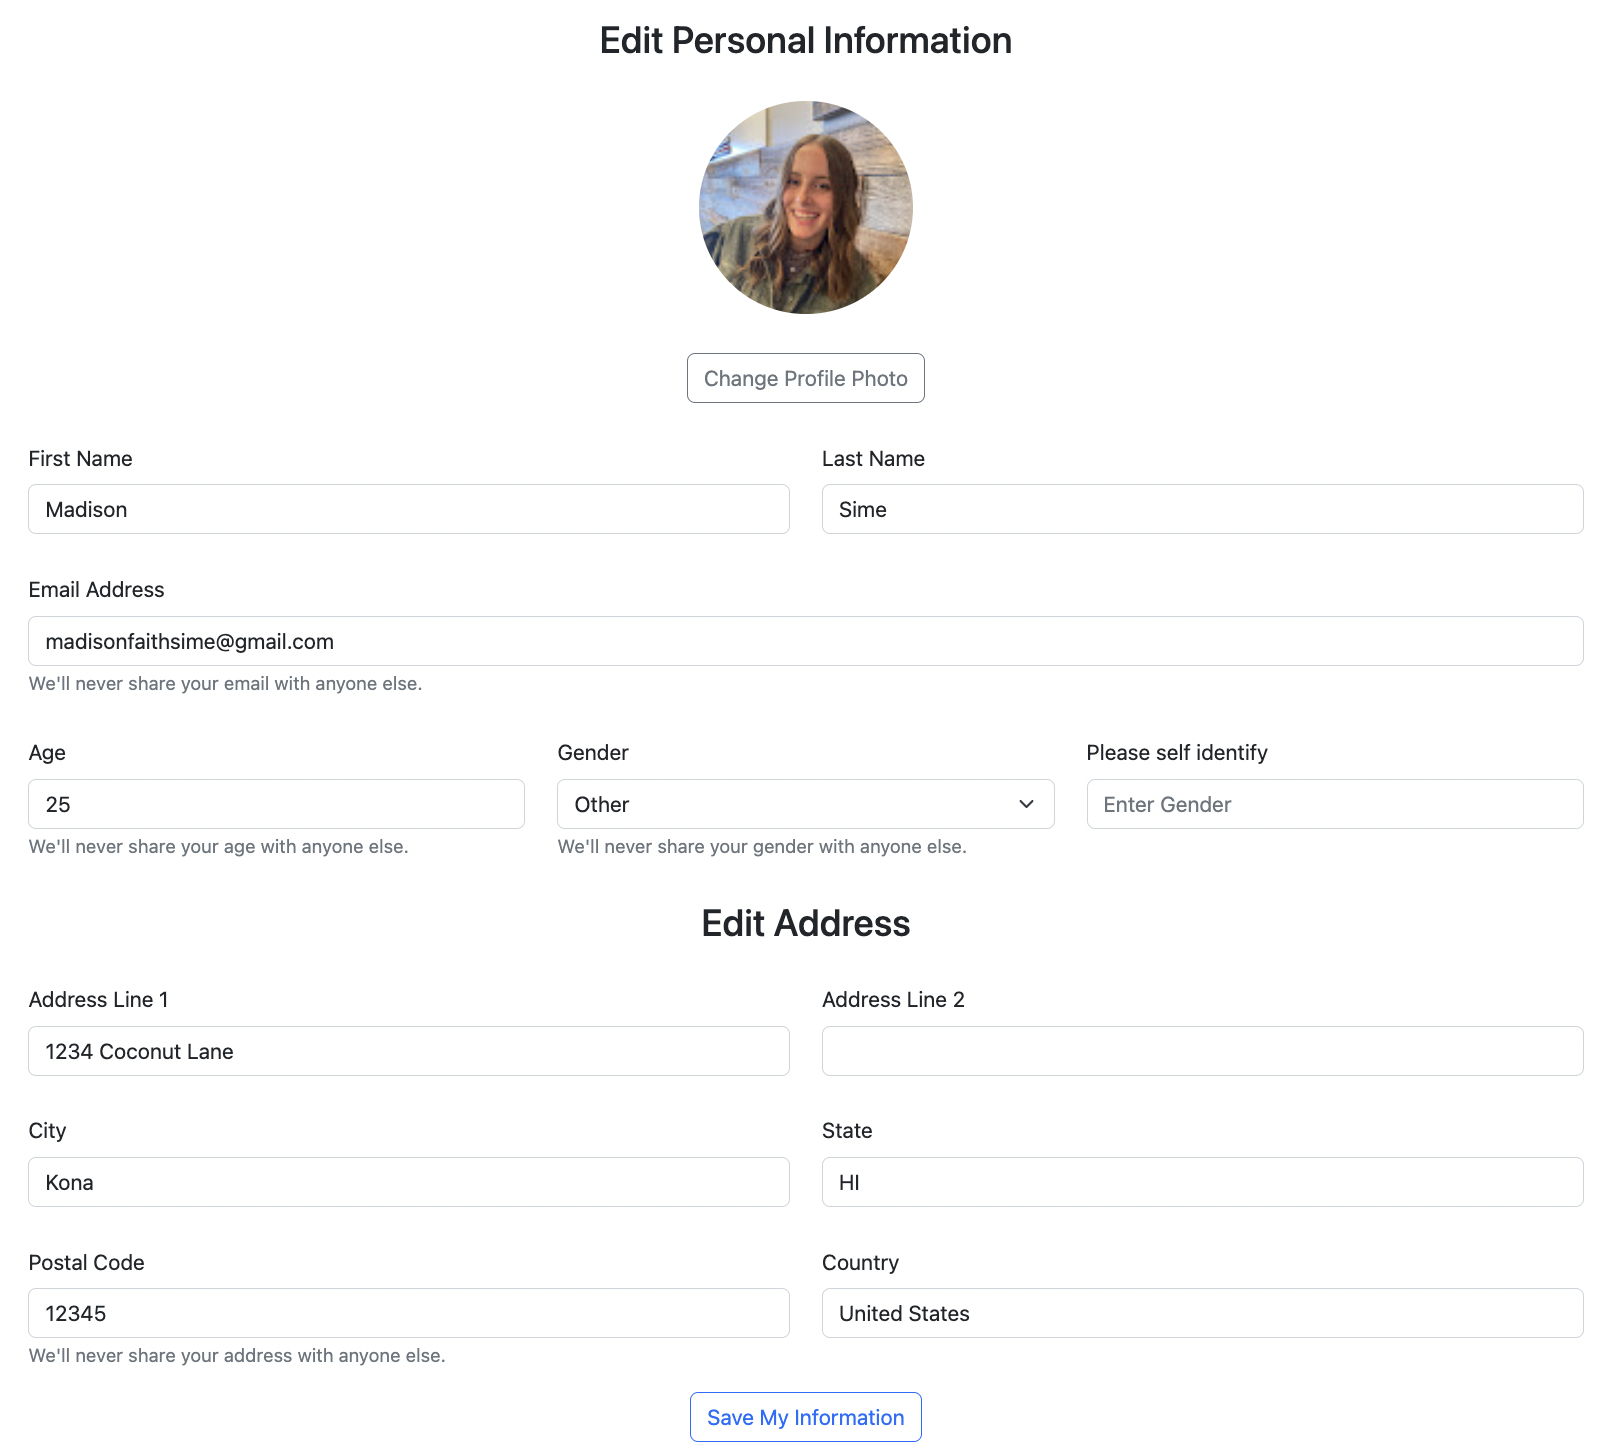 Edit Personal Information
Change Profile Photo
First Name
Last Name
Madison
Sime
Email Address
madisonfaithsime@gmail.com
We'll never share your email with anyone else.
Age
Gender
Please self identify
25
Other
Enter Gender
We'll never share your age with anyone else.
We'll never share your gender with anyone else.
Edit Address
Address Line 1
Address Line 2
1234 Coconut Lane
City
State
Kona
HI
Postal Code
Country
12345
United States
We'll never share your address with anyone else.
Save My Information